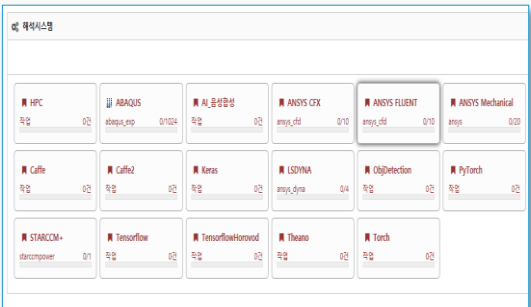 해석시스템
HPC ABAQUS AI_음성합성 ANSYS CFX ANSYS FLUENT ANSYS Mechanical
작업 0건 abaqus_exp 0/1024 작업 0건 ansys_cfd 0/10 ansys_cfd 0/10 ansys 0/20
Caffe Caffe2 Keras LSDYNA ObjDetection PyTorch
작업 0건 작업 0건 작업 0건 ansys_dyna 0/4 작업 0건 작업 0건
STARCCM+ Tensorflow TensorflowHorovod Theano Torch
starccmpower 0/1 작업 0건 작업 0건 작업 0건 작업 0건